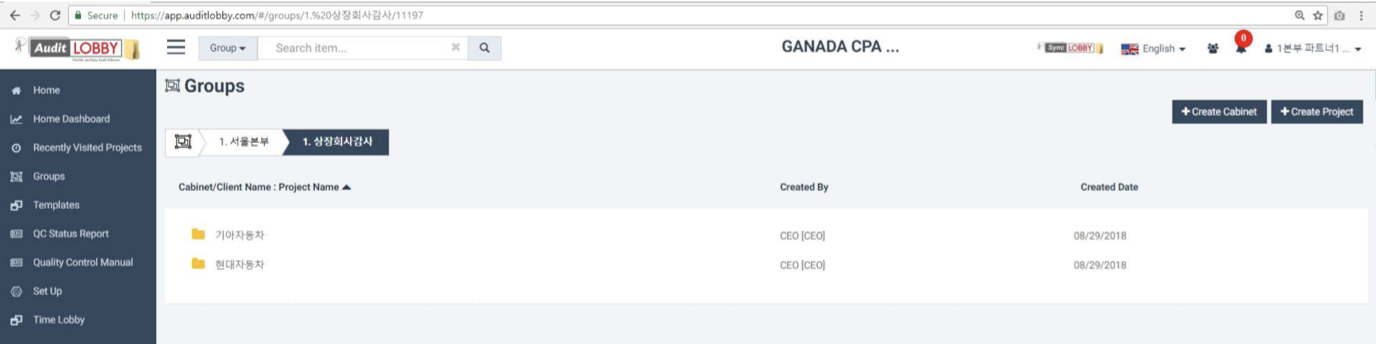 Secure | https://app.auditlobby.com/#/groups/1.%20상장회사감사/11197
Audit LOBBY
Group
Search item...
GANADA CPA ...
Sync LOBBY
English
0
1본부 파트너1 ...
Home
Home Dashboard
Recently Visited Projects
Groups
Templates
QC Status Report
Quality Control Manual
Set Up
Time Lobby
Groups
+ Create Cabinet
+ Create Project
1. 서울본부
1. 상장회사감사
Cabinet/Client Name : Project Name
Created By
Created Date
기아자동차
CEO [CEO]
08/29/2018
현대자동차
CEO [CEO]
08/29/2018